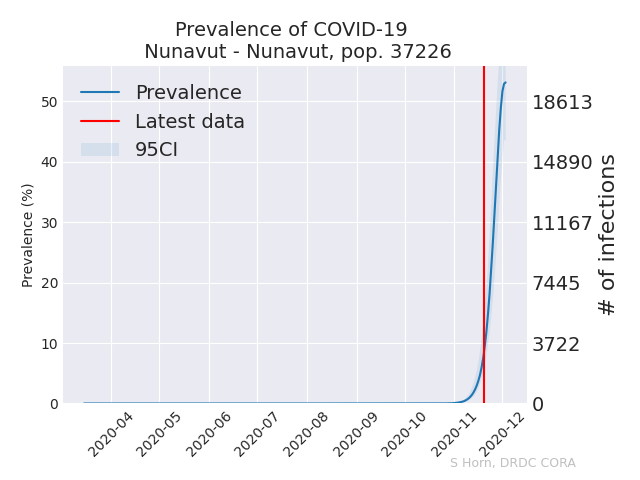 Prevalence of COVID-19
Nunavut - Nunavut, pop. 37226
Prevalence
Latest data
95CI
Prevalence (%)
50
40
30
20
10
0
18613
14890
11167
7445
3722
0
# of infections
2020-04
2020-05
2020-06
2020-07
2020-08
2020-09
2020-10
2020-11
2020-12
S Horn, DRDC CORA